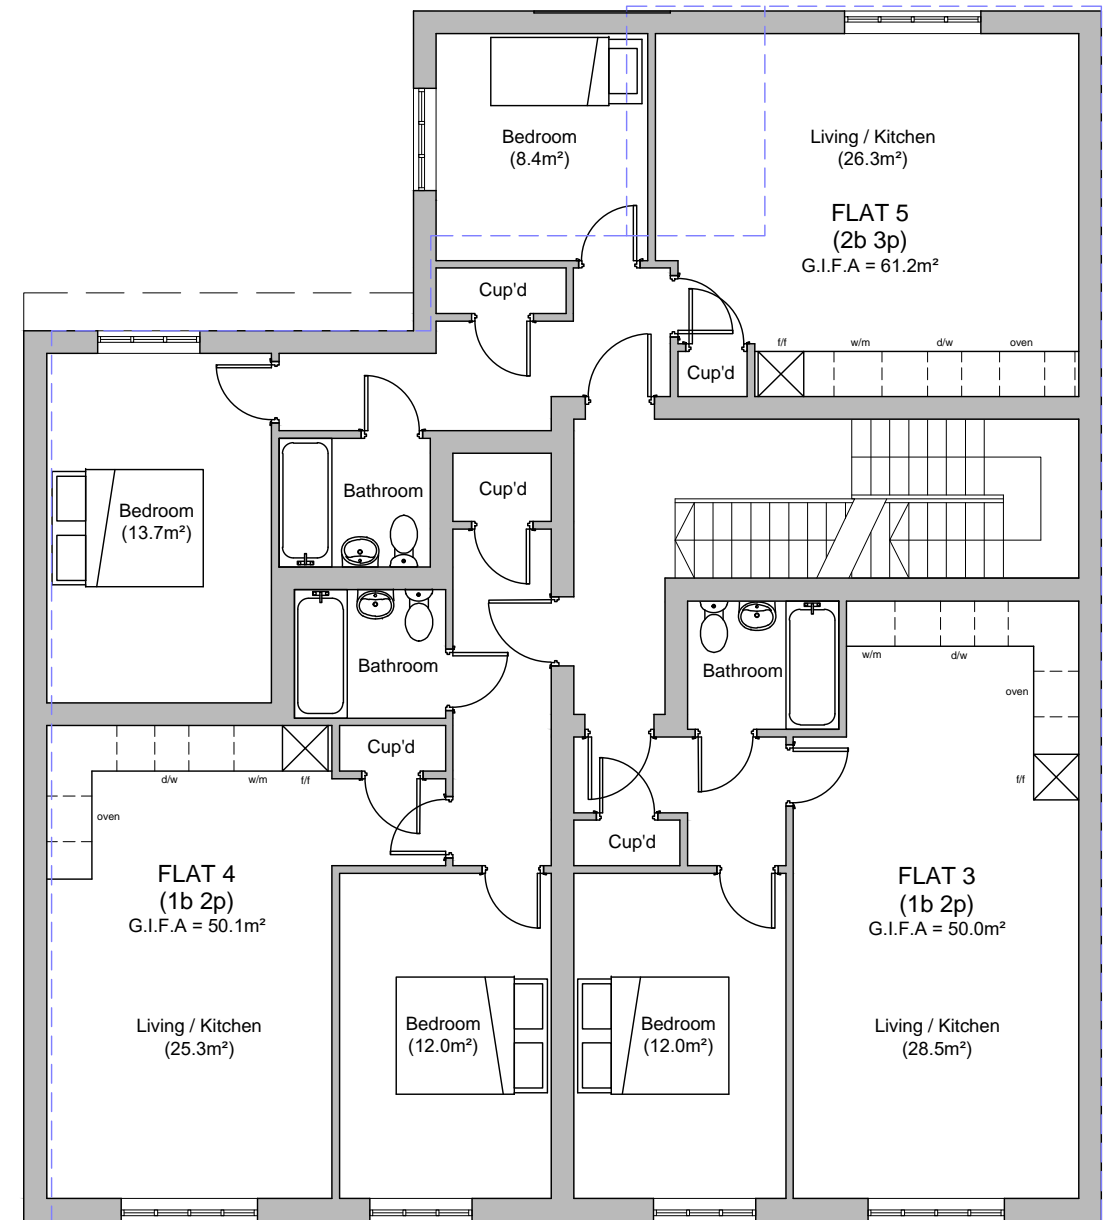 Bedroom
(8.4m²)
Living / Kitchen
(26.3m²)
FLAT 5
(2b 3p)
G.I.F.A = 61.2m²
Cup'd
f/f
w/m
d/w
oven
Cup'd
Bedroom
(13.7m²)
Bathroom
Cup'd
Bathroom
Bathroom
w/m
d/w
oven
f/f
Cup'd
d/w
w/m
f/f
oven
Cup'd
FLAT 4
(1b 2p)
G.I.F.A = 50.1m²
FLAT 3
(1b 2p)
G.I.F.A = 50.0m²
Living / Kitchen
(25.3m²)
Bedroom
(12.0m²)
Bedroom
(12.0m²)
Living / Kitchen
(28.5m²)